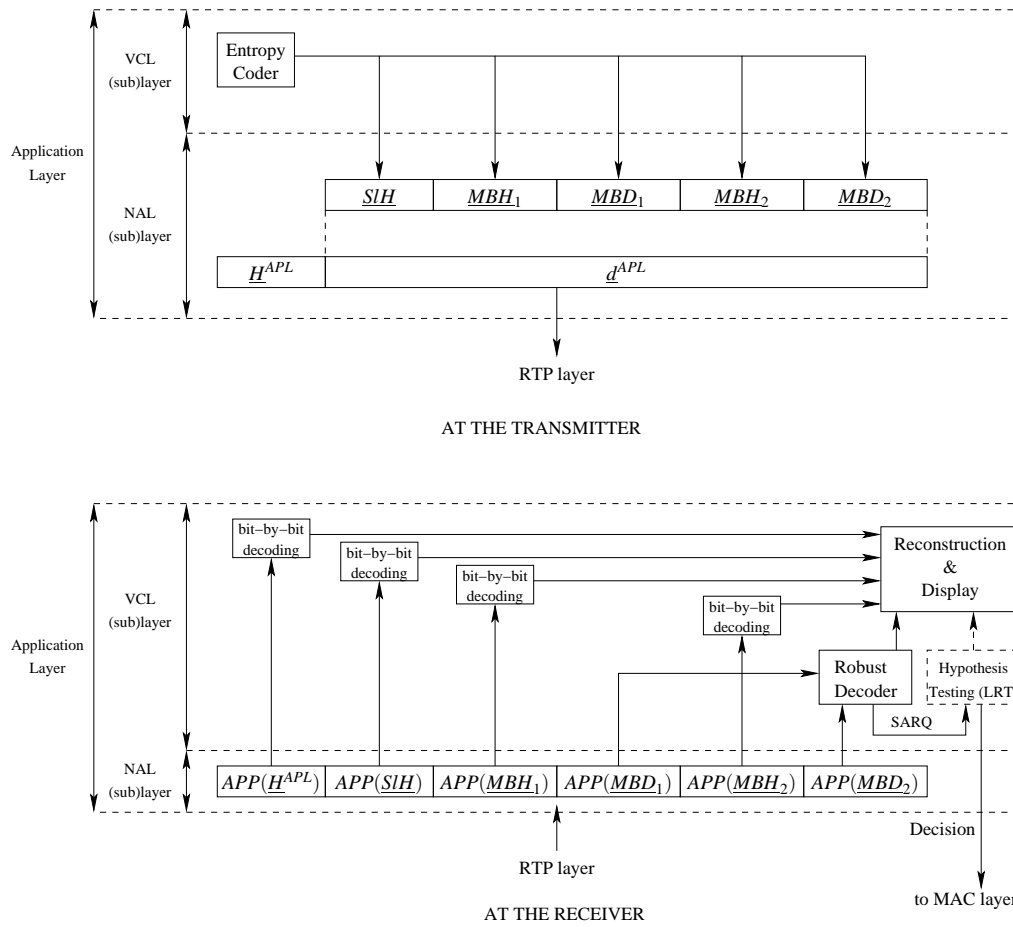 VCL
(sub)layer
Entropy
Coder
Application
Layer
NAL
(sub)layer
SlH
MBH₁
MBD₁
MBH₂
MBD₂
H^APL
d^APL
RTP layer
AT THE TRANSMITTER
bit−by−bit
decoding
bit−by−bit
decoding
bit−by−bit
decoding
bit−by−bit
decoding
Reconstruction
&
Display
VCL
(sub)layer
Application
Layer
Robust
Decoder
Hypothesis
Testing (LRT
SARQ
NAL
(sub)layer
APP(H^APL)
APP(SlH)
APP(MBH₁)
APP(MBD₁)
APP(MBH₂)
APP(MBD₂)
Decision
RTP layer
to MAC layer
AT THE RECEIVER